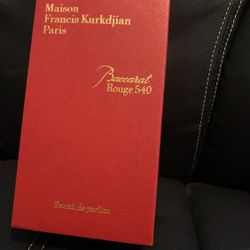 Maison
Francis Kurkdjian
Paris
Baccarat
Rouge 540
Extrait de parfum